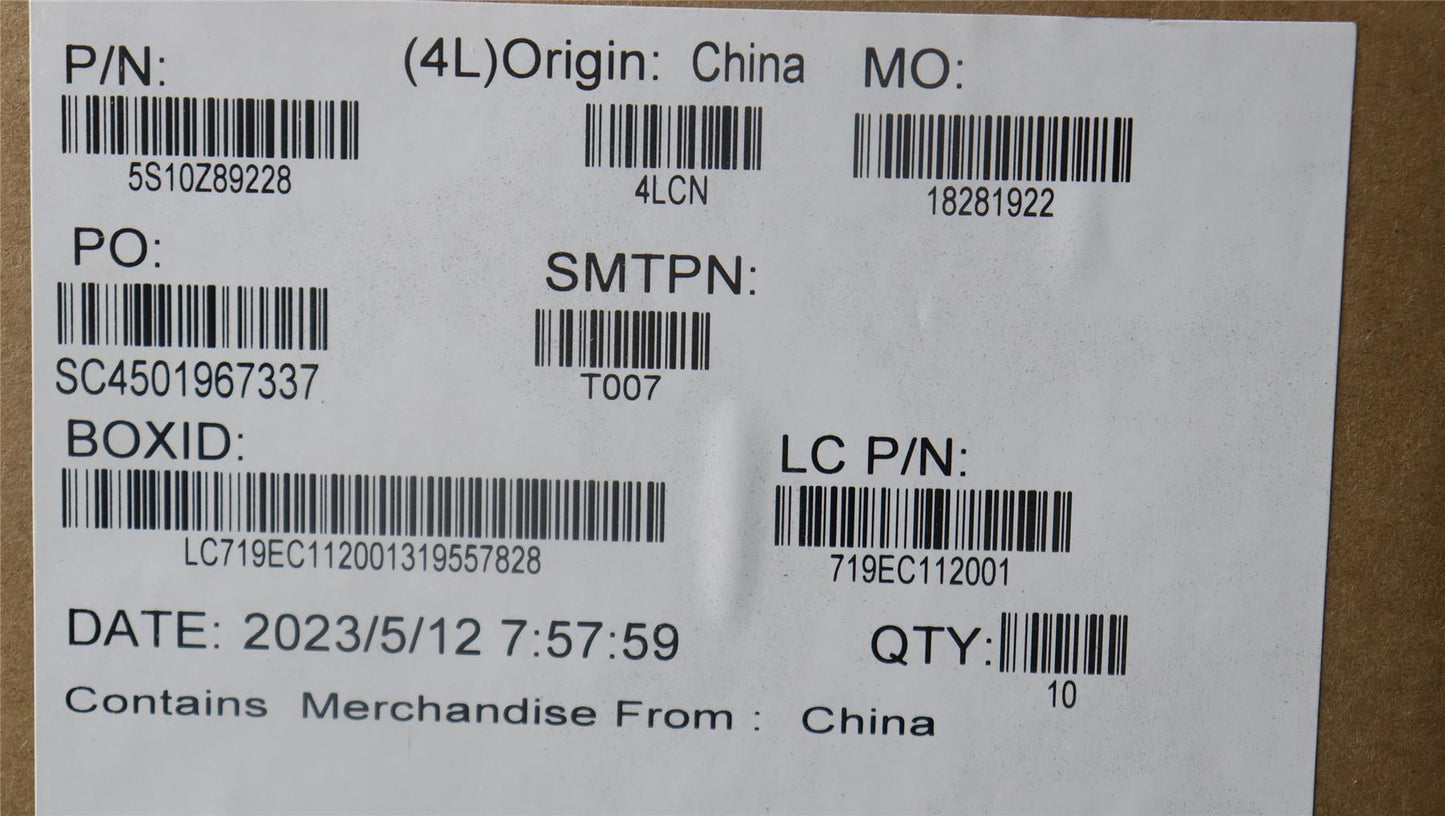 P/N: (4L)Origin: China MO:
5S10Z89228 4LCN 18281922
PO: SMTPN:
SC4501967337 T007
BOXID: LC P/N:
LC719EC112001319557828 719EC112001
DATE: 2023/5/12 7:57:59 QTY:
10
Contains Merchandise From : China